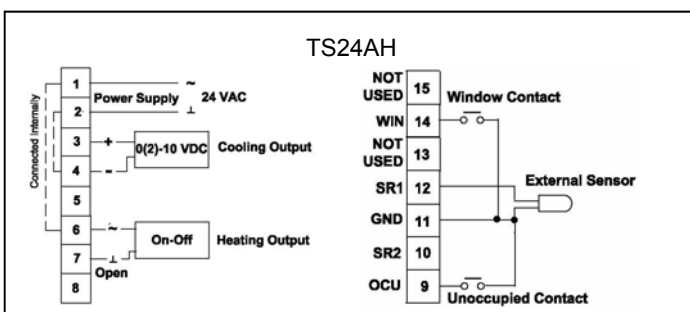 TS24AH
1
Power Supply ~ 24 VAC
2 ⊥
3 + 0(2)-10 VDC Cooling Output
4 -
5
6 ~ On-Off Heating Output
7 ⊥
Open
8
Connected Internally
NOT USED 15 Window Contact
WIN 14
NOT USED 13
SR1 12 External Sensor
GND 11
SR2 10
OCU 9 Unoccupied Contact